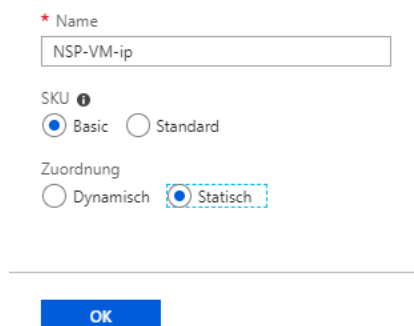 * Name
NSP-VM-ip
SKU
Basic Standard
Zuordnung
Dynamisch Statisch
OK